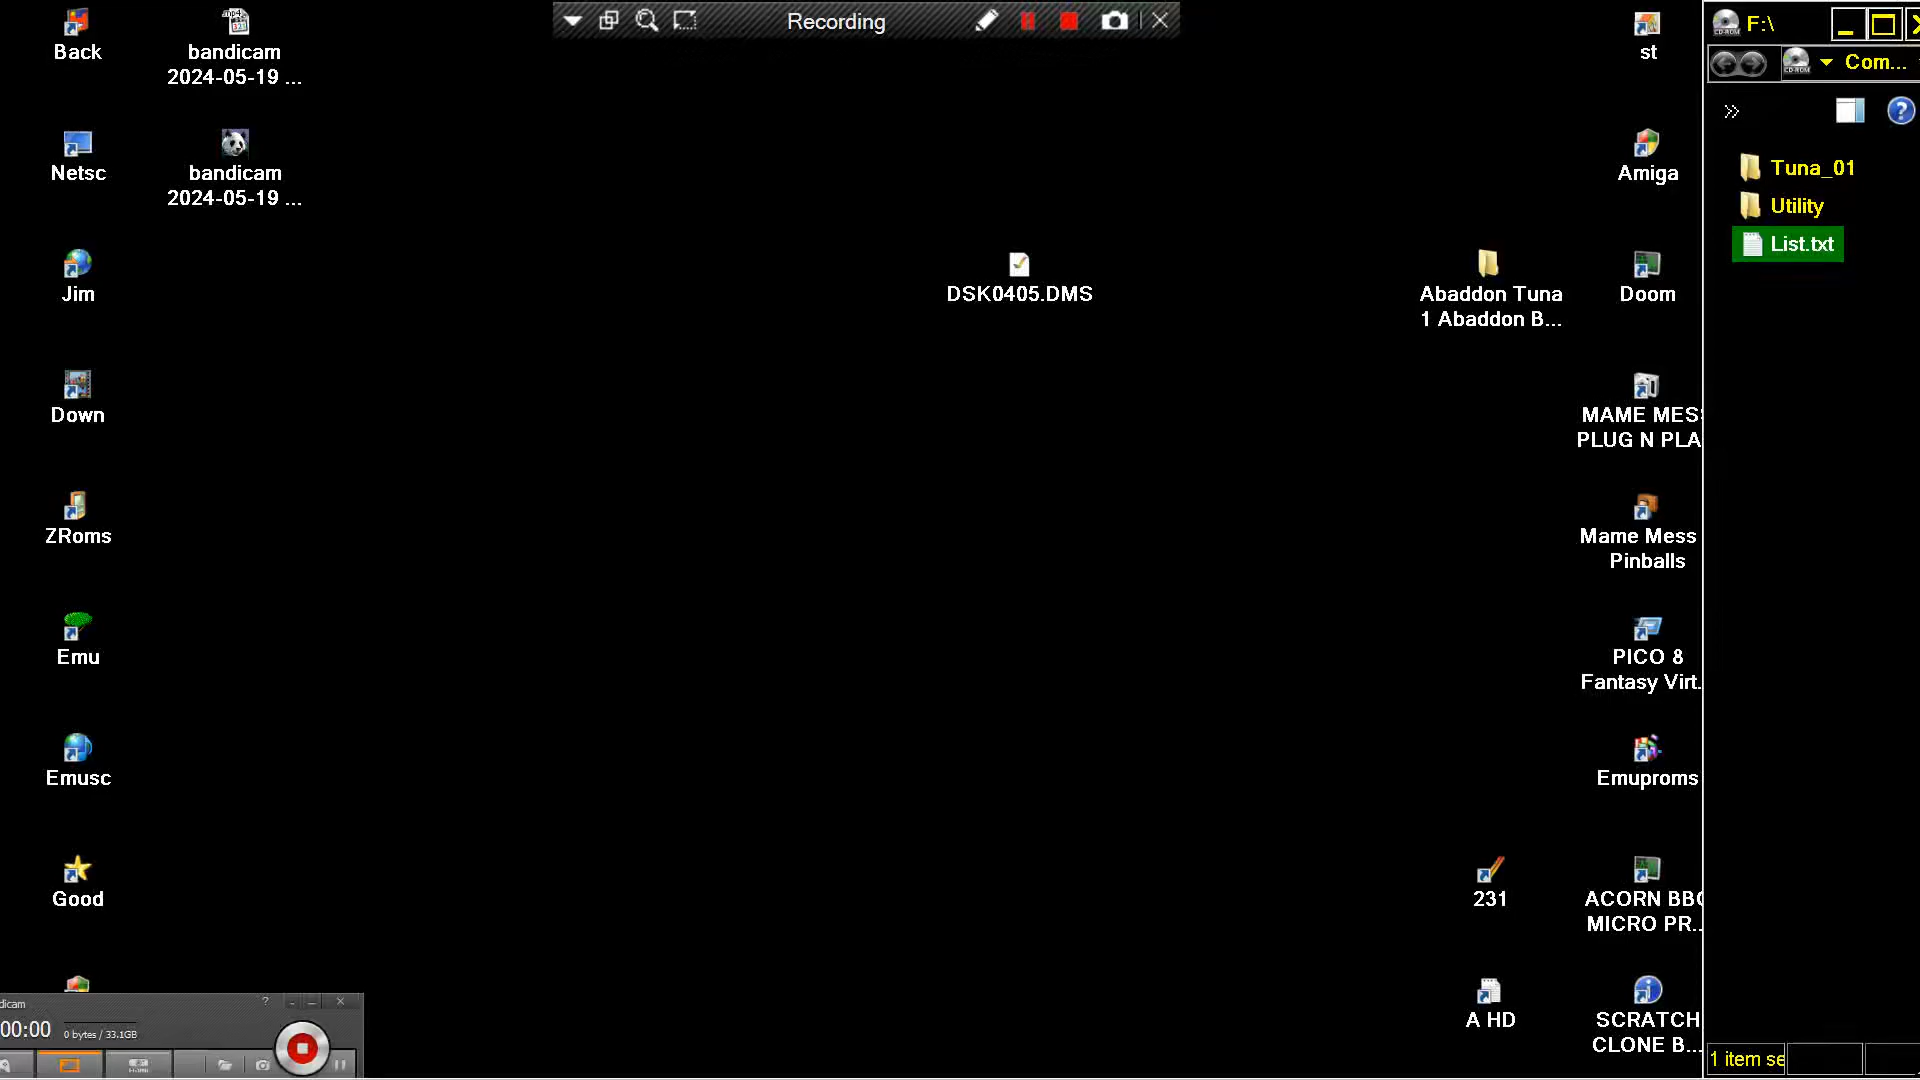 Recording
Back
bandicam
2024-05-19 ...
st
F:\
Com...
Netsc
bandicam
2024-05-19 ...
Amiga
Tuna_01
Utility
List.txt
Jim
DSK0405.DMS
Abaddon Tuna
1 Abaddon B...
Doom
Down
MAME MES
PLUG N PLA
ZRoms
Mame Mess
Pinballs
Emu
PICO 8
Fantasy Virt.
Emusc
Emuproms
Good
231
ACORN BBC
MICRO PR..
A HD
SCRATCH
CLONE B...
dicam
00:00
0 bytes / 33.1GB
1 item se